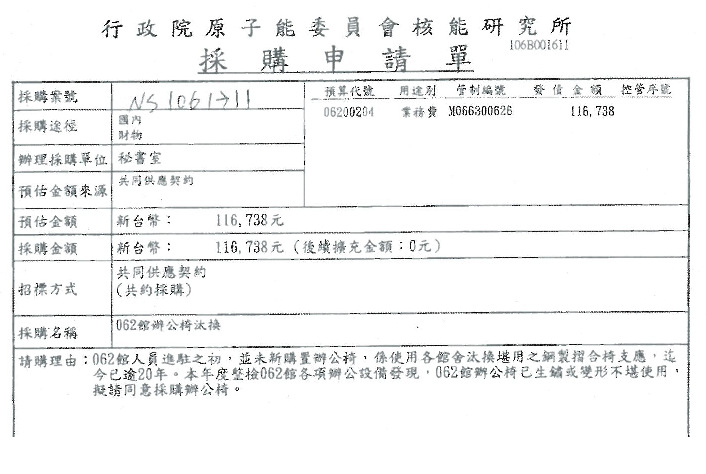 行政院原子能委員會核能研究所
106B001611
採購申請單
採購案號
預算代號 用途別 管制編號 發債金額 控管序號
06200204 業務費 M066300626 116,738
採購途徑 國內
財物
辦理採購單位 秘書室
預估金額來源 共同供應契約
預估金額 新台幣： 116,738元
採購金額 新台幣： 116,738元（後續擴充金額：0元）
招標方式 共同供應契約
(共約採購)
採購名稱 062館辦公椅汰換
請購理由：062館人員進駐之初，並未新購置辦公椅，係使用各館舍汰換堪用之鋼製摺合椅支應，迄
今已逾20年。本年度整檢062館各項辦公設備發現，062館辦公椅已生鏽或變形不堪使用，
擬請同意採購辦公椅。